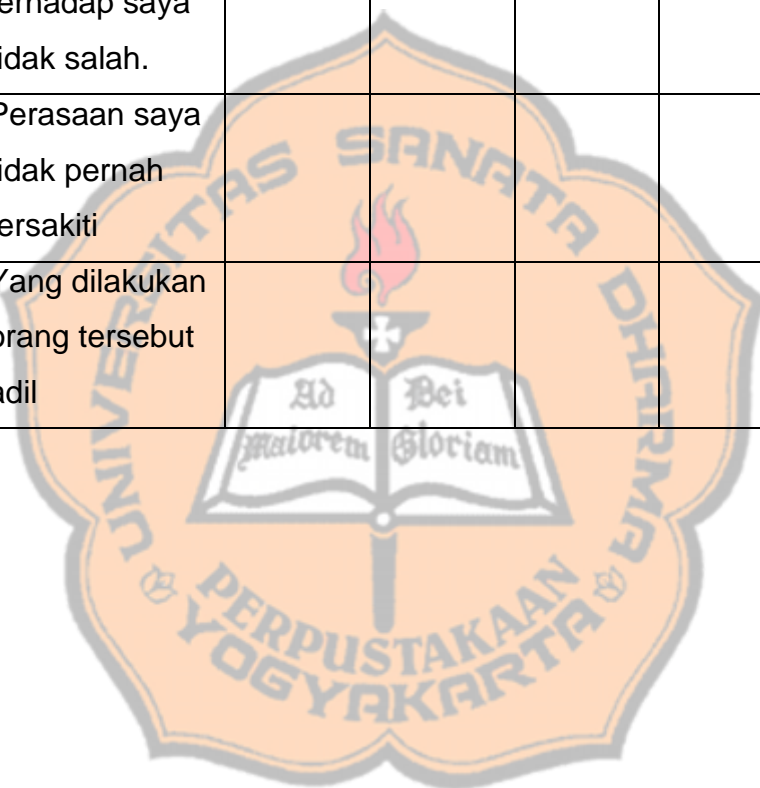 erhadap saya
idak salah.
Perasaan saya
idak pernah
ersakiti
Yang dilakukan
orang tersebut
adil
UNIVERSITAS SANATA DHARMA
Ad Dei
Maiorem Gloriam
PERPUSTAKAAN
YOGYAKARTA